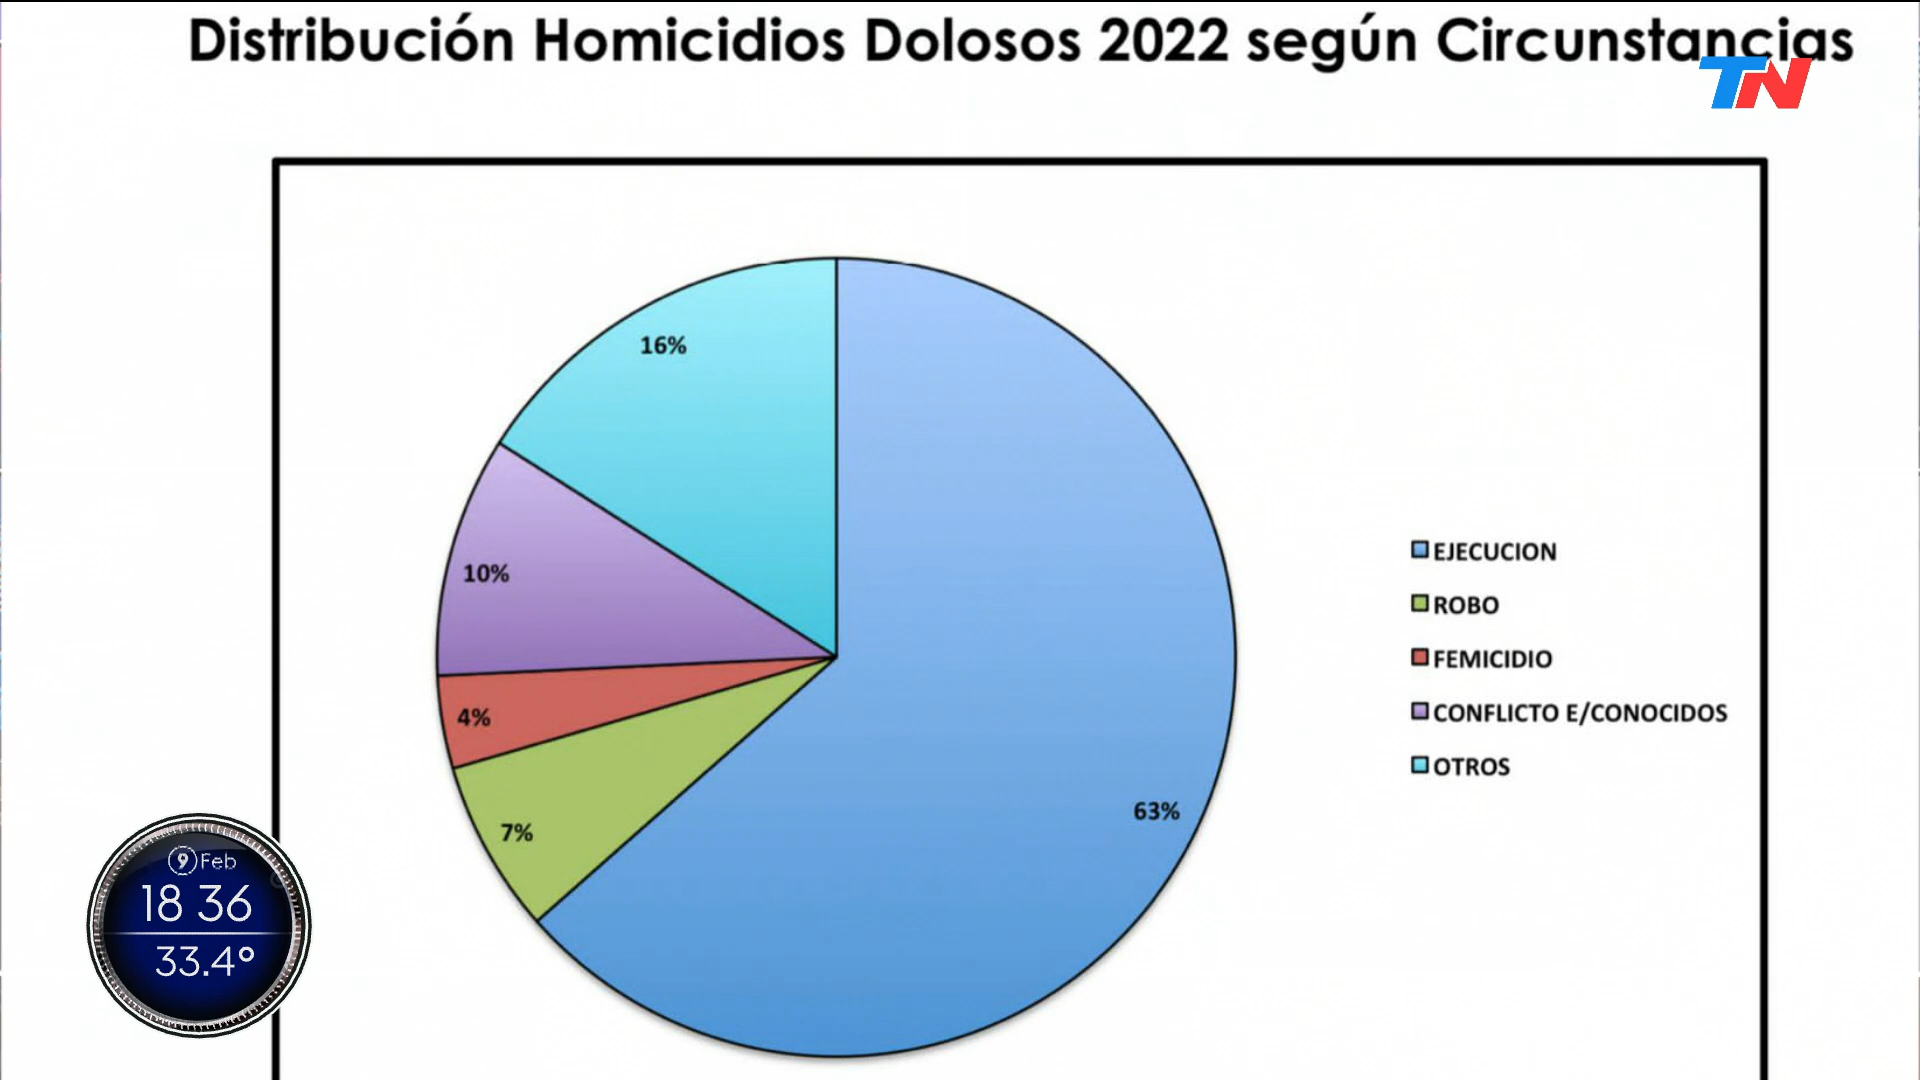 Distribución Homicidios Dolosos 2022 según Circunstancias
TN
16%
10%
4%
7%
63%
EJECUCION
ROBO
FEMICIDIO
CONFLICTO E/CONOCIDOS
OTROS
9 Feb
18 36
33.4°